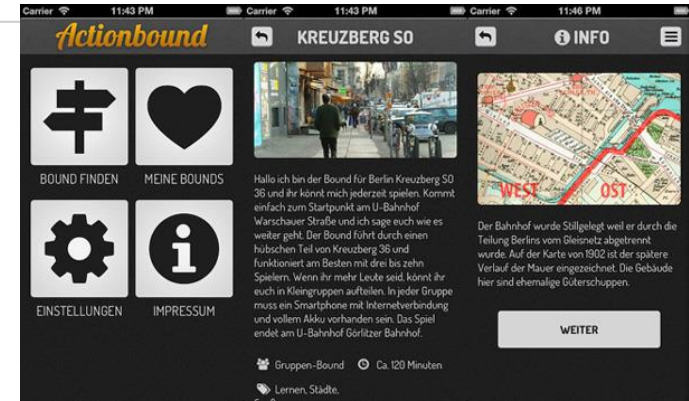 Carrier 11:43 PM
Actionbound
BOUND FINDEN
MEINE BOUNDS
EINSTELLUNGEN
IMPRESSUM
Carrier 11:43 PM
KREUZBERG SO
Hallo ich bin der Bound für Berlin Kreuzberg SO
36 und ihr könnt mich jederzeit spielen. Kommt
einfach zum Startpunkt am U-Bahnhof
Warschauer Straße und ich sage euch wie es
weiter geht. Der Bound führt durch einen
hübschen Teil von Kreuzberg 36 und
funktioniert am Besten mit drei bis zehn
Spielern. Wenn ihr mehr Leute seid, könnt ihr
euch in Kleingruppen aufteilen. In jeder Gruppe
muss ein Smartphone mit Internetverbindung
und vollem Akku vorhanden sein. Das Spiel
endet am U-Bahnhof Görlitzer Bahnhof.
Gruppen-Bound
Ca. 120 Minuten
Lernen, Städte,
Carrier 11:46 PM
INFO
WEST OST
Der Bahnhof wurde Stillgelegt weil er durch die
Teilung Berlins vom Gleisnetz abgetrennt
wurde. Auf der Karte von 1902 ist der spätere
Verlauf der Mauer eingezeichnet. Die Gebäude
hier sind ehemalige Güterschuppen.
WEITER